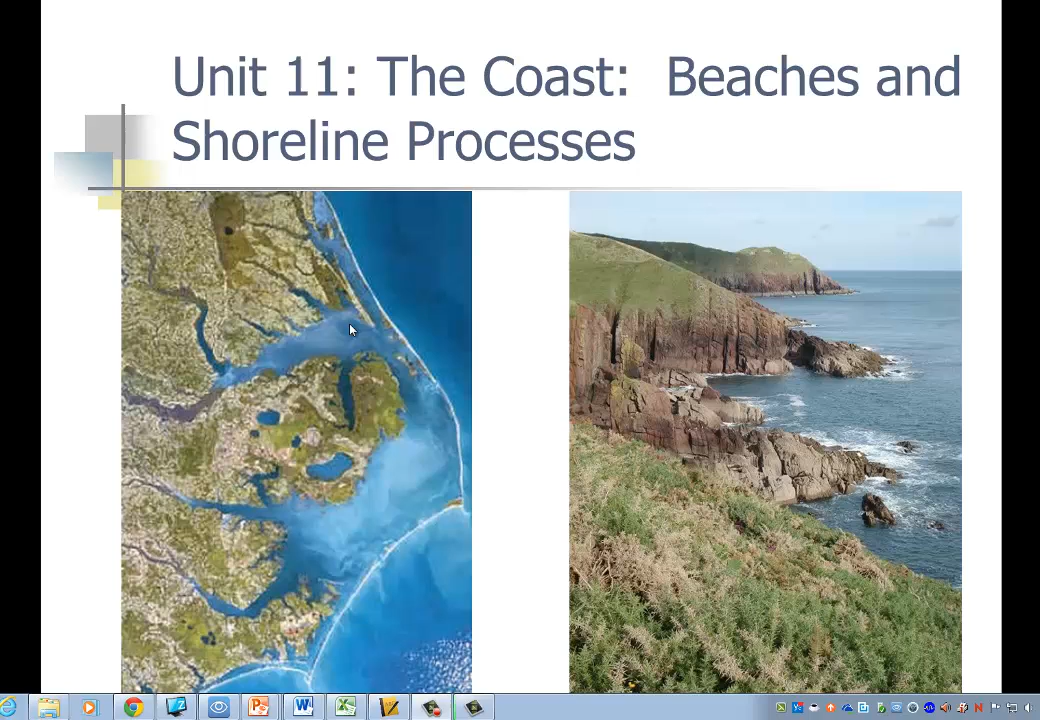 Unit 11: The Coast: Beaches and
Shoreline Processes